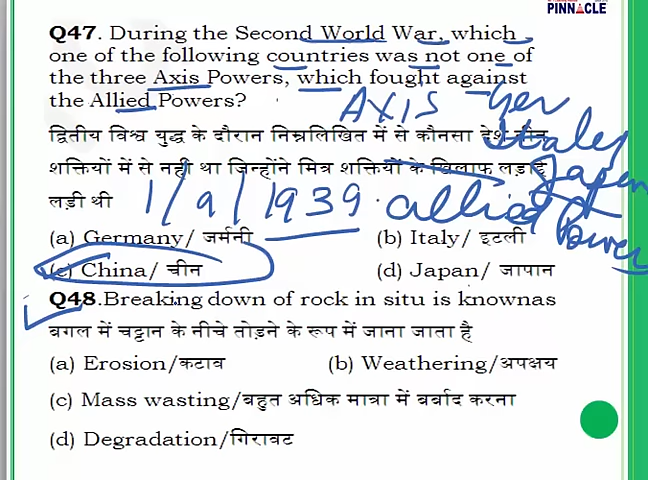 PINNACLE
Q47. During the Second World War, which
one of the following countries was not one of
the three Axis Powers, which fought against
the Allied Powers?
AXIS - Ger
द्वितीय विश्व युद्ध के दौरान निम्नलिखित में से कौनसा देश तीन
Italy
शक्तियों में से नही था जिन्होंने मित्र शक्तियों के खिलाफ लड़ाई
Japan
लड़ी थी
1/9/1939 allied Power
(a) Germany/ जर्मनी (b) Italy/ इटली
(c) China/ चीन (d) Japan/ जापान
Q48.Breaking down of rock in situ is knownas
बगल में चट्टान के नीचे तोड़ने के रूप में जाना जाता है
(a) Erosion/कटाव (b) Weathering/अपक्षय
(c) Mass wasting/बहुत अधिक मात्रा में बर्बाद करना
(d) Degradation/गिरावट